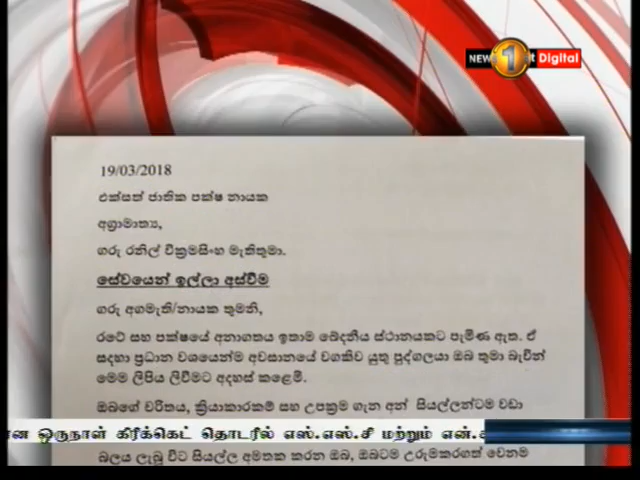 NEWS 1st Digital
19/03/2018
එක්සත් ජාතික පක්ෂ නායක
අග්‍රාමාත්‍ය,
ගරු රනිල් වික්‍රමසිංහ මැතිතුමා.
සේවයෙන් ඉල්ලා අස්වීම
ගරු අගමැති/නායක තුමනි,
රටේ සහ පක්ෂයේ අනාගතය ඉතාම ඛේදනීය ස්ථානයකට පැමිණ ඇත. ඒ
සදහා ප්‍රධාන වශයෙන්ම අවසානයේ වගකිව යුතු පුද්ගලයා ඔබ තුමා බැවින්
මෙම ලිපිය ලිවීමට අදහස් කළෙමි.
ඔබගේ චරිතය, ක්‍රියාකාරකම් සහ උපක්‍රම ගැන අන් සියල්ලන්ටම වඩා
ஒருநாள் கிரிக்கெட் தொடரில் எஸ்.எஸ்.சி மற்றும் என்.
බලය ලැබූ විට සියල්ල අමතක කරන ඔබ, ඔබටම උරුමකරගත් වෙනම